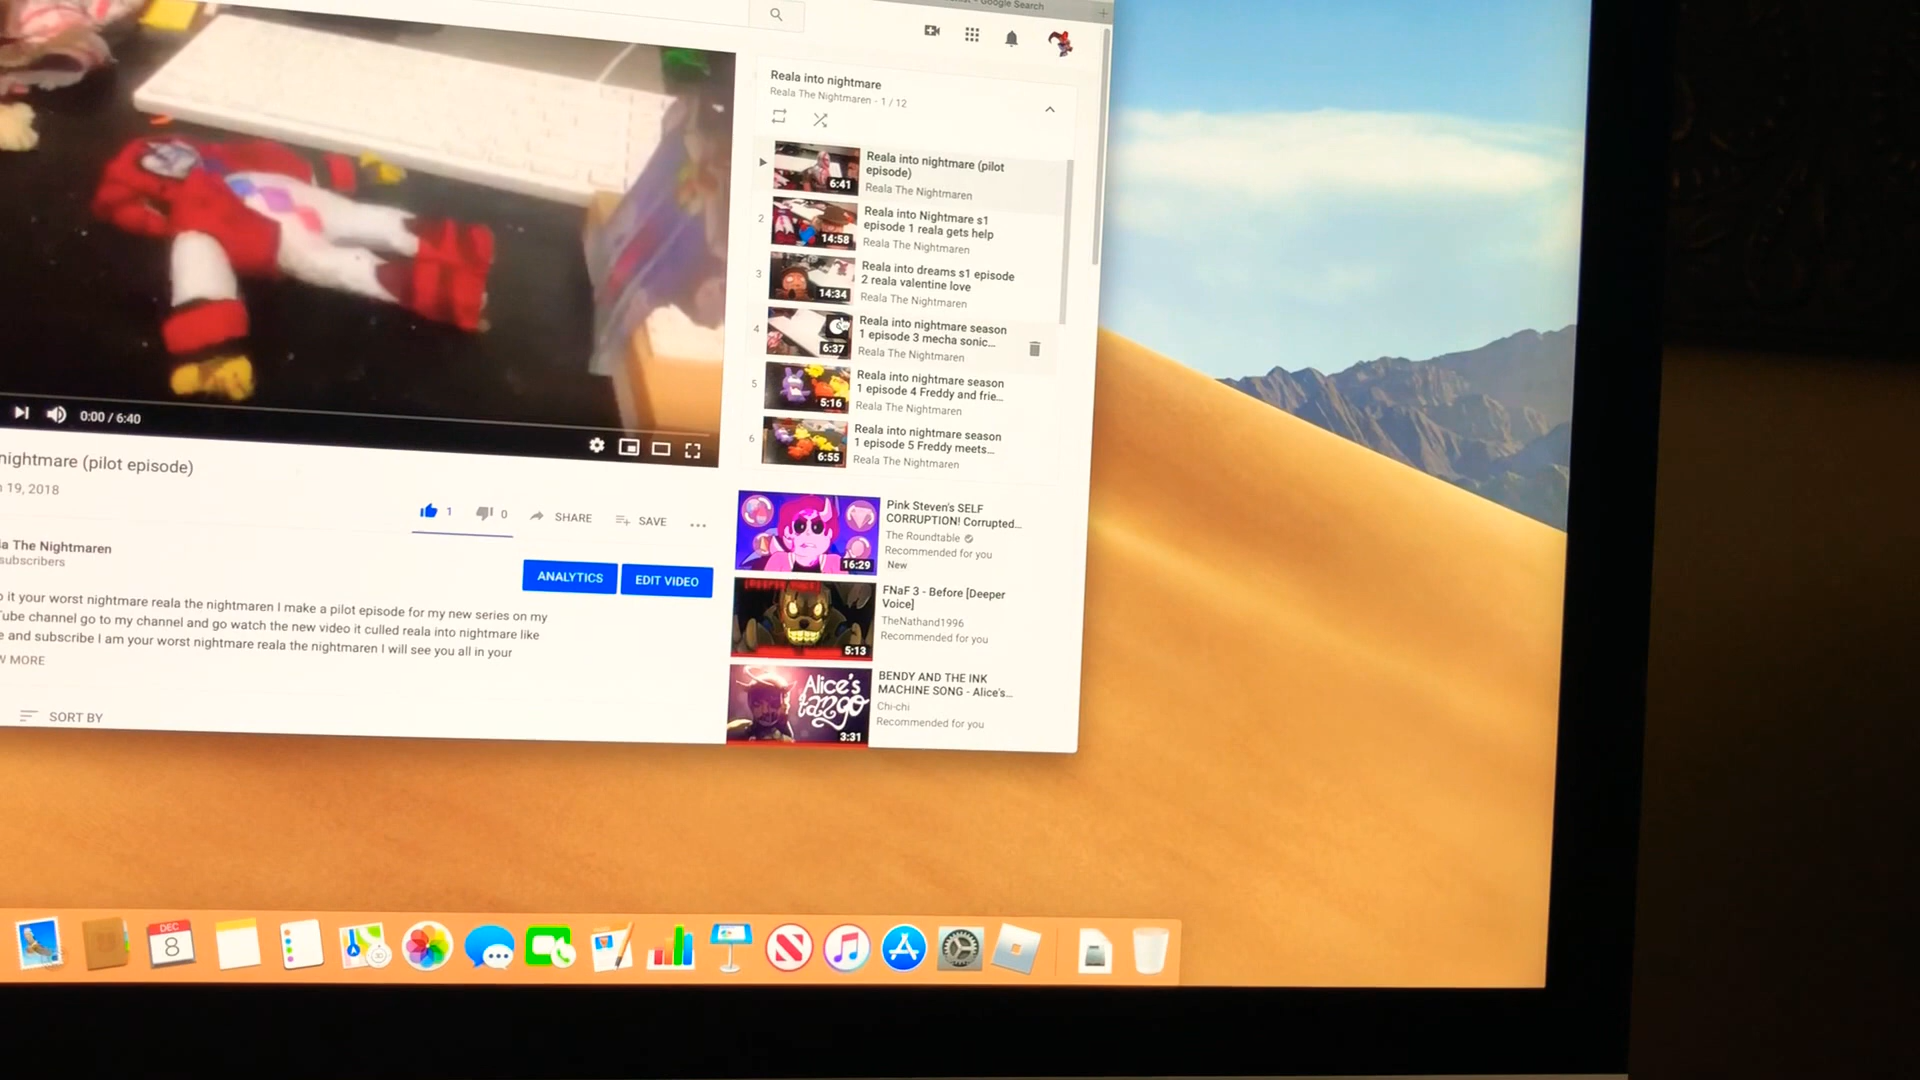 - Google Search
Reala into nightmare
Reala The Nightmaren - 1 / 12
Reala into nightmare (pilot
episode)
Reala The Nightmaren
6:41
2
Reala into Nightmare s1
episode 1 reala gets help
Reala The Nightmaren
14:58
3
Reala into dreams s1 episode
2 reala valentine love
Reala The Nightmaren
14:34
4
Reala into nightmare season
1 episode 3 mecha sonic...
Reala The Nightmaren
6:37
5
Reala into nightmare season
1 episode 4 Freddy and frie...
Reala The Nightmaren
5:16
6
Reala into nightmare season
1 episode 5 Freddy meets...
Reala The Nightmaren
6:55
0:00 / 6:40
nightmare (pilot episode)
19, 2018
1 0 SHARE SAVE
a The Nightmaren
subscribers
ANALYTICS EDIT VIDEO
it your worst nightmare reala the nightmaren I make a pilot episode for my new series on my
Tube channel go to my channel and go watch the new video it culled reala into nightmare like
e and subscribe I am your worst nightmare reala the nightmaren I will see you all in your
W MORE
SORT BY
Pink Steven's SELF
CORRUPTION! Corrupted...
The Roundtable
Recommended for you
New
16:29
FNaF 3 - Before [Deeper
Voice]
TheNathand1996
Recommended for you
5:13
BENDY AND THE INK
MACHINE SONG - Alice's...
Chi-chi
Recommended for you
Alice's
tango
3:31
DEC
8